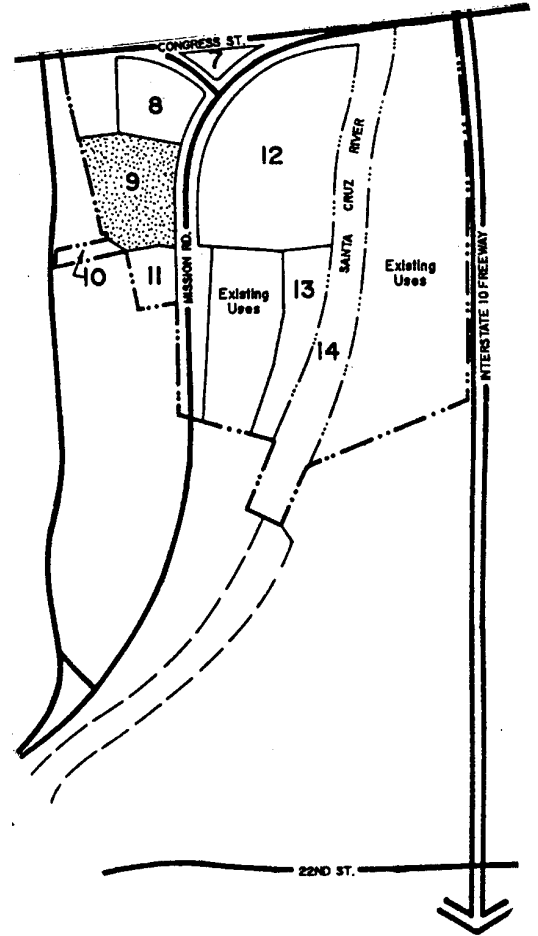 CONGRESS ST.
7
8
12
RIVER
CRUZ
SANTA
9
MISSION RD.
10
11
Existing
Uses
13
14
Existing
Uses
INTERSTATE 10 FREEWAY
22ND ST.